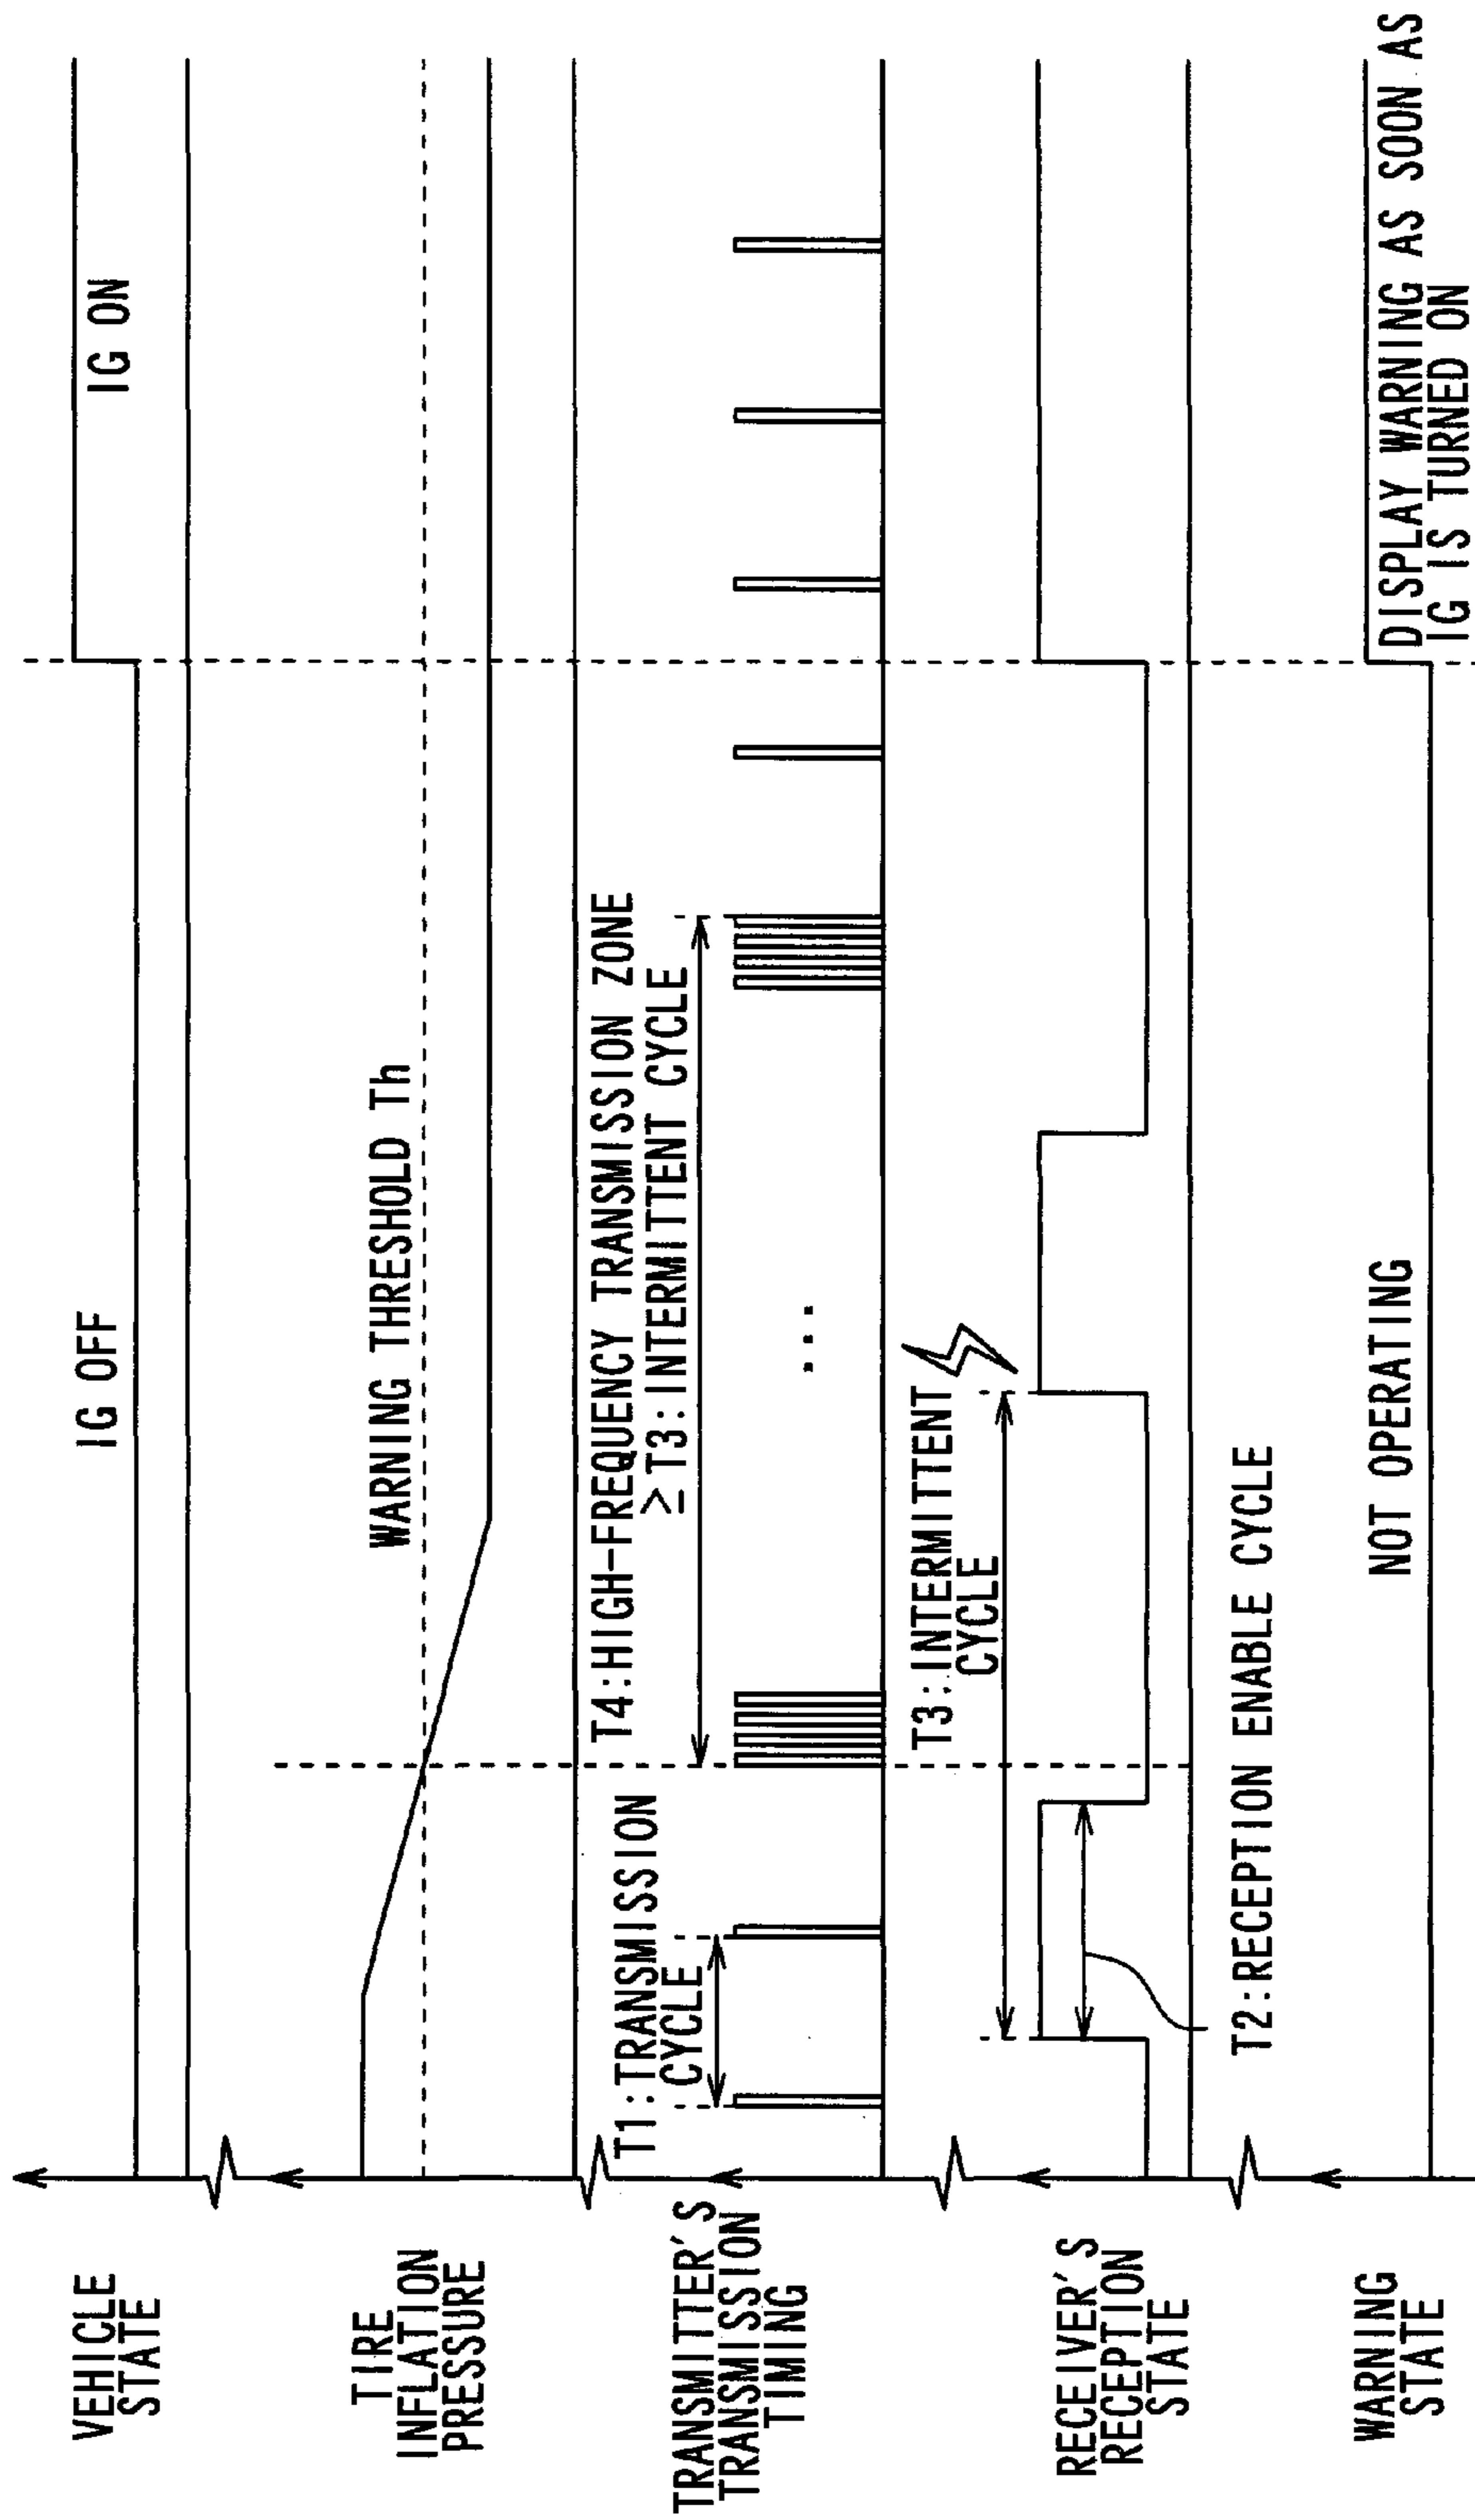 VEHICLE
STATE
IG OFF
IG ON
TIRE
INFLATION
PRESSURE
WARNING THRESHOLD Th
TRANSMITTER`S
TRANSMISSION
TIMING
T1:TRANSMISSION
CYCLE
T4:HIGH-FREQUENCY TRANSMISSION ZONE
≥ T3:INTERMITTENT CYCLE
...
RECEIVER`S
RECEPTION
STATE
T3:INTERMITTENT
CYCLE
T2:RECEPTION ENABLE CYCLE
WARNING
STATE
NOT OPERATING
DISPLAY WARNING AS SOON AS
IG IS TURNED ON